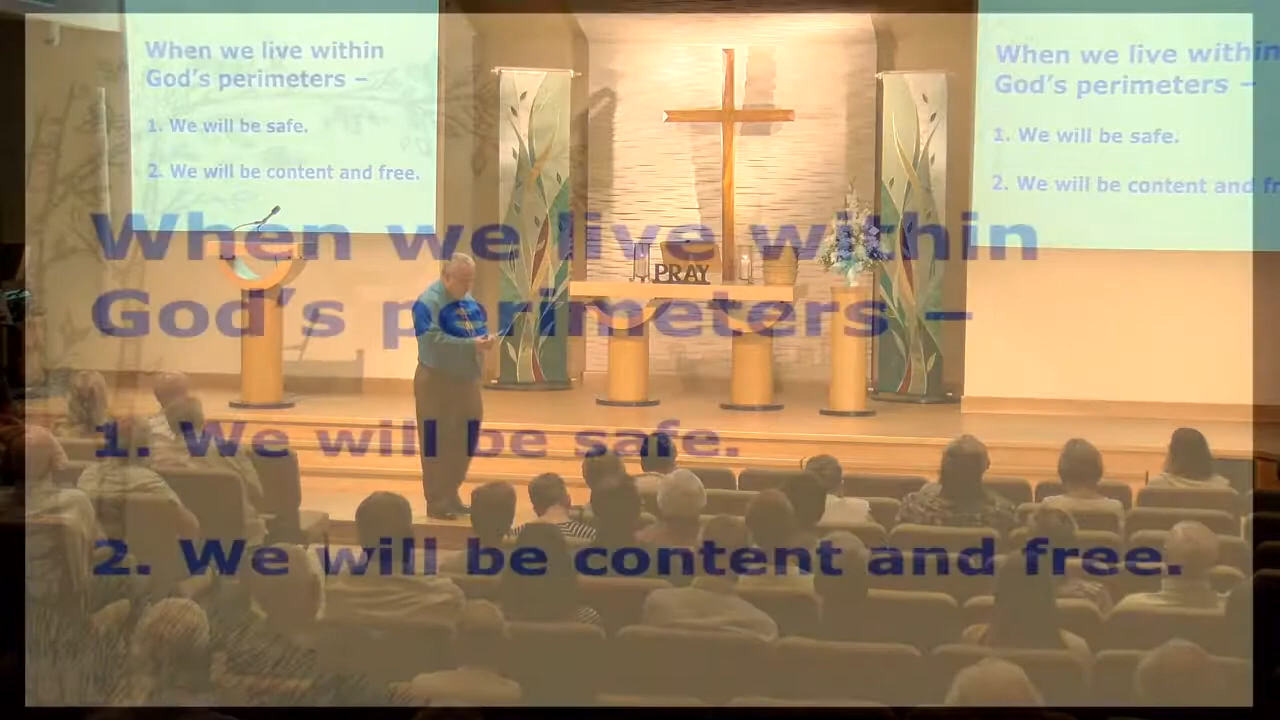 When we live within
God's perimeters –
1. We will be safe.
2. We will be content and free.
When we live within
God's perimeters –
1. We will be safe.
2. We will be content and fr
PRAY
When we live within
God's perimeters –
1. We will be safe.
2. We will be content and free.